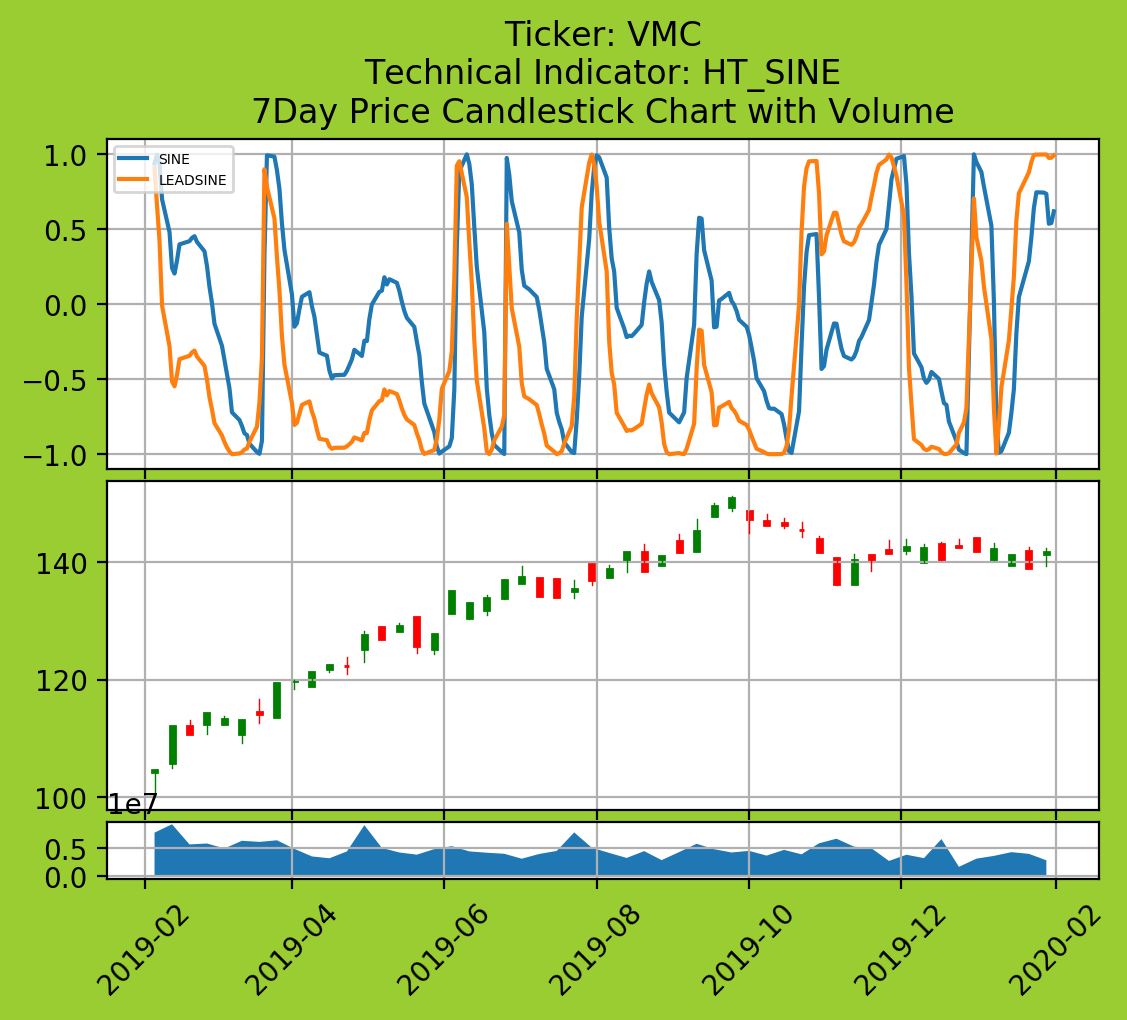 Ticker: VMC
Technical Indicator: HT_SINE
7Day Price Candlestick Chart with Volume
SINE
LEADSINE
1.0
0.5
0.0
−0.5
−1.0
140
120
100
1e7
0.5
0.0
2019-02
2019-04
2019-06
2019-08
2019-10
2019-12
2020-02